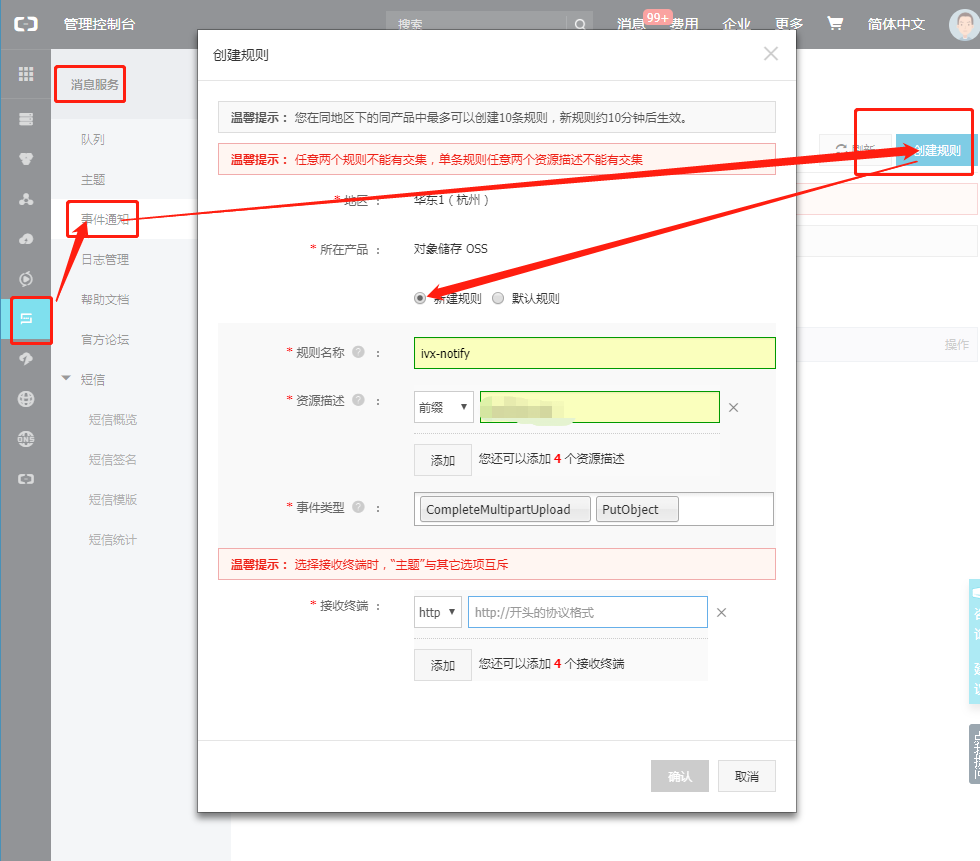 管理控制台
搜索
消息
99+
费用
企业
更多
简体中文
消息服务
队列
主题
事件通知
日志管理
帮助文档
官方论坛
短信
短信概览
短信签名
短信模版
短信统计
创建规则
温馨提示： 您在同地区下的同产品中最多可以创建10条规则，新规则约10分钟后生效。
温馨提示： 任意两个规则不能有交集，单条规则任意两个资源描述不能有交集
刷新
创建规则
* 地区 ： 华东1（杭州）
* 所在产品 ： 对象储存 OSS
新建规则 默认规则
* 规则名称 ? ： ivx-notify
* 资源描述 ? ： 前缀
添加 您还可以添加 4 个资源描述
* 事件类型 ? ： CompleteMultipartUpload PutObject
温馨提示： 选择接收终端时，“主题”与其它选项互斥
* 接收终端 ： http http://开头的协议格式
添加 您还可以添加 4 个接收终端
确认 取消
操作
DNS
咨
询
建
议